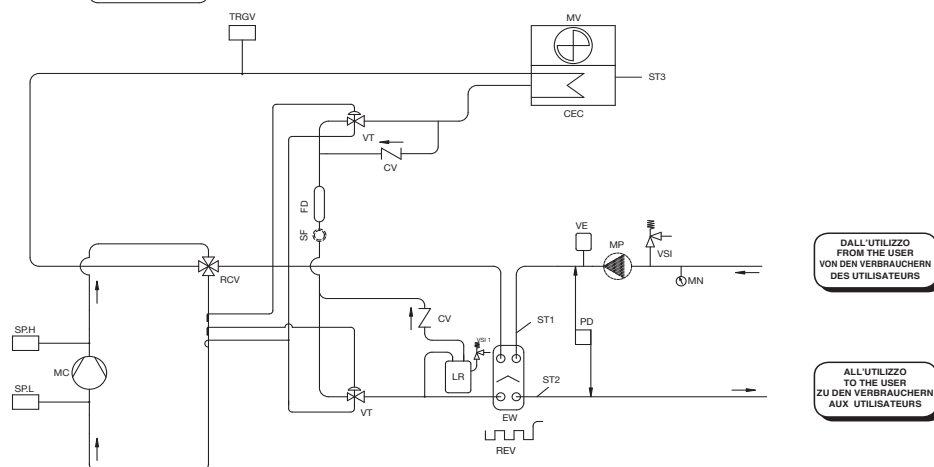 TRGV
MV
ST3
CEC
VT
CV
FD
SF
VE
MP
VSI
MN
DALL'UTILIZZO
FROM THE USER
VON DEN VERBRAUCHERN
DES UTILISATEURS
RCV
SP.H
MC
SP.L
CV
VSI 1
LR
ST1
PD
ST2
VT
EW
REV
ALL'UTILIZZO
TO THE USER
ZU DEN VERBRAUCHERN
AUX UTILISATEURS